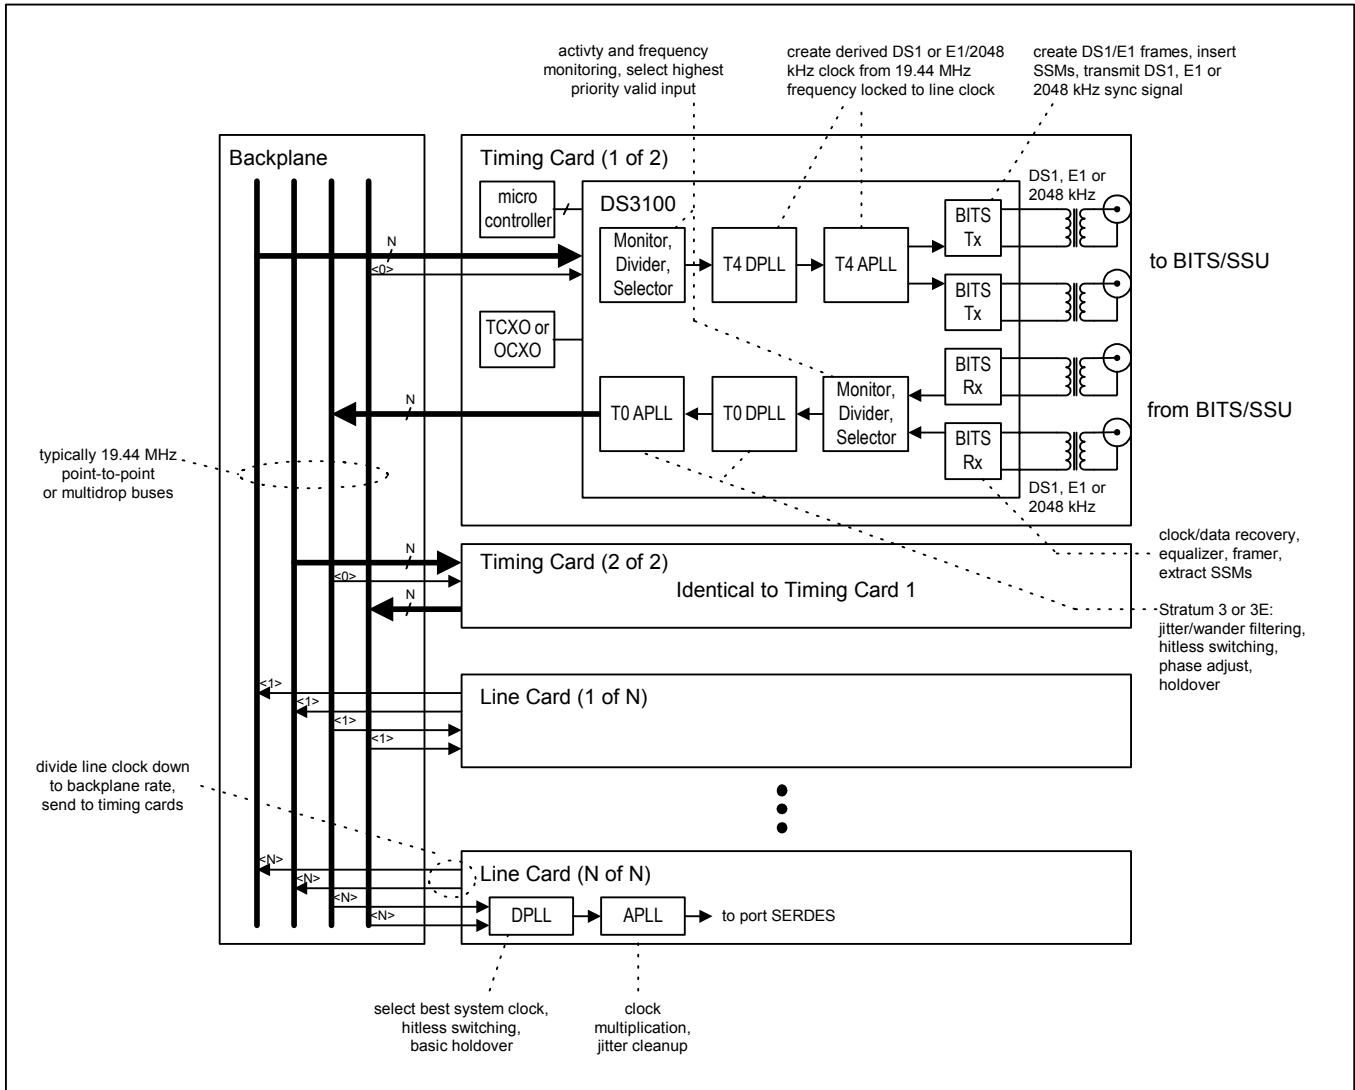 activty and frequency
monitoring, select highest
priority valid input
create derived DS1 or E1/2048
kHz clock from 19.44 MHz
frequency locked to line clock
create DS1/E1 frames, insert
SSMs, transmit DS1, E1 or
2048 kHz sync signal
Backplane
Timing Card (1 of 2)
micro
controller
DS3100
DS1, E1 or
2048 kHz
BITS
Tx
Monitor,
Divider,
Selector
T4 DPLL
T4 APLL
N
<0>
to BITS/SSU
BITS
Tx
TCXO or
OCXO
BITS
Rx
N
T0 APLL
T0 DPLL
Monitor,
Divider,
Selector
from BITS/SSU
BITS
Rx
DS1, E1 or
2048 kHz
typically 19.44 MHz
point-to-point
or multidrop buses
clock/data recovery,
equalizer, framer,
extract SSMs
N
<0>
N
Timing Card (2 of 2)
Identical to Timing Card 1
Stratum 3 or 3E:
jitter/wander filtering,
hitless switching,
phase adjust,
holdover
<1>
<1>
<1>
<1>
Line Card (1 of N)
divide line clock down
to backplane rate,
send to timing cards
<N>
<N>
<N>
<N>
Line Card (N of N)
DPLL
APLL
to port SERDES
select best system clock,
hitless switching,
basic holdover
clock
multiplication,
jitter cleanup